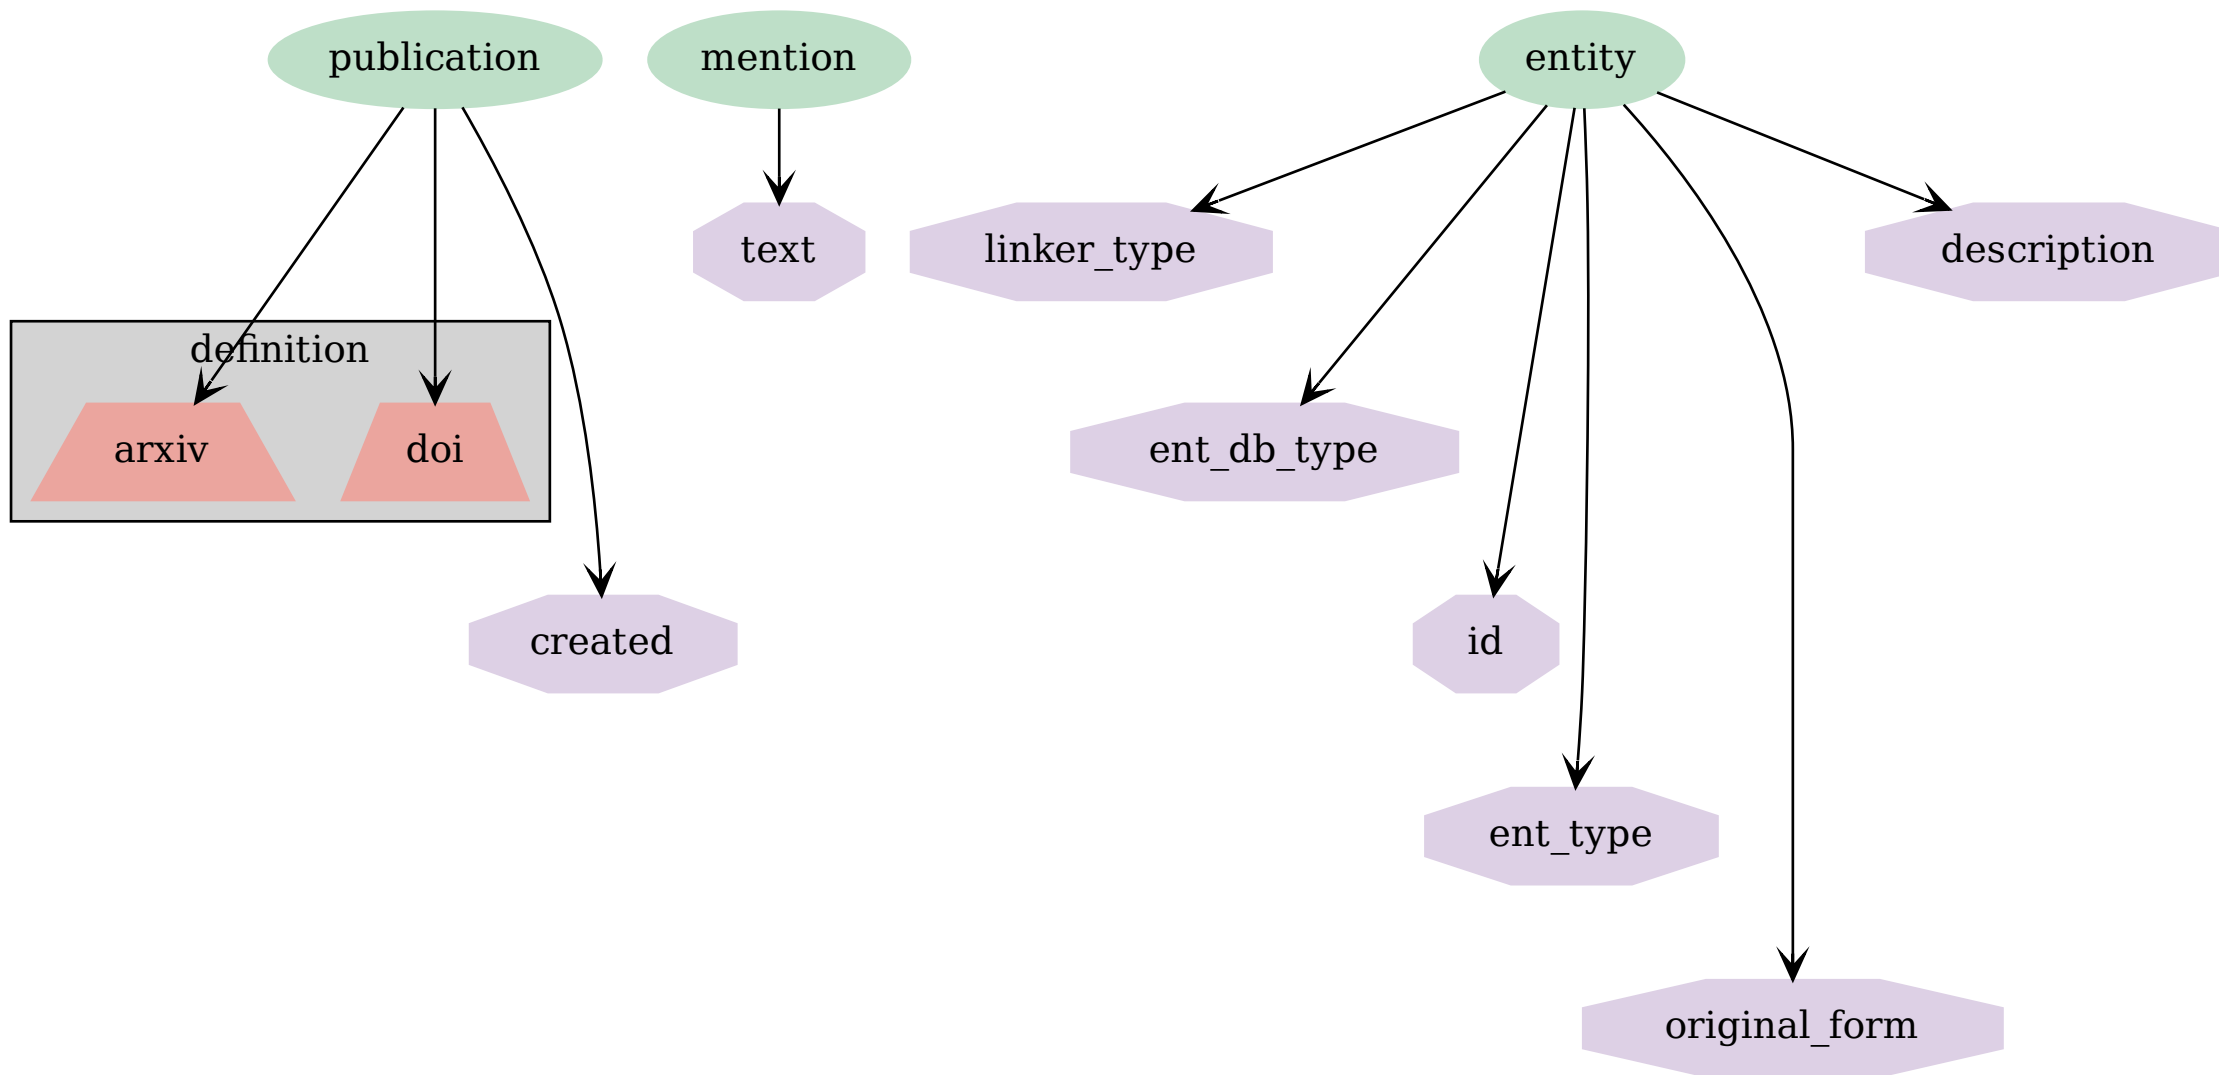 publication
mention
entity
text
linker_type
description
definition
arxiv
doi
ent_db_type
created
id
ent_type
original_form